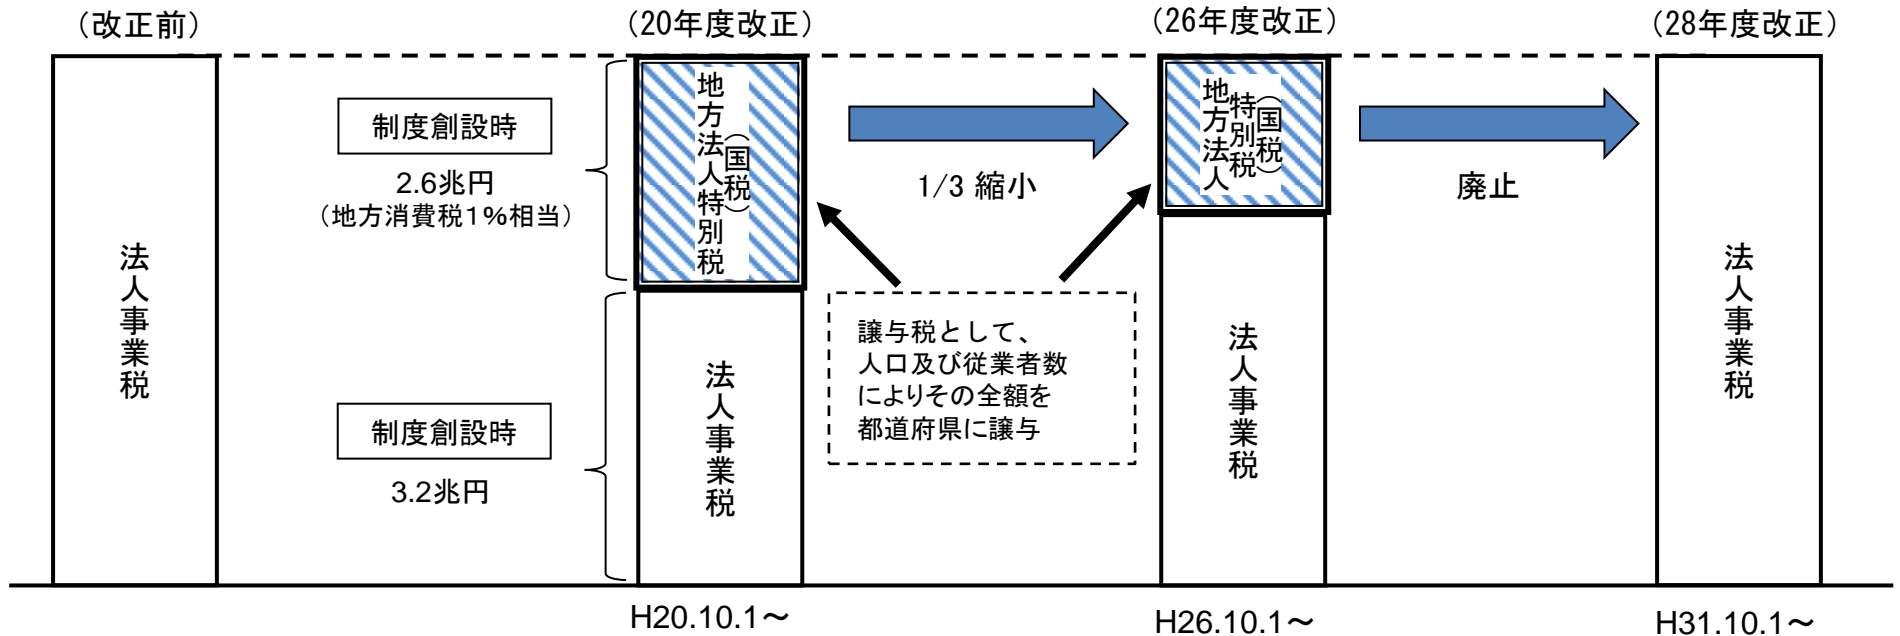 （改正前）
（20年度改正）
（26年度改正）
（28年度改正）
法人事業税
制度創設時
2.6兆円
（地方消費税１％相当）
制度創設時
3.2兆円
地方法人特別税
（国税）
法人事業税
1/3 縮小
譲与税として、
人口及び従業者数
によりその全額を
都道府県に譲与
地方法人
特別税
（国税）
法人事業税
廃止
法人事業税
H20.10.1～
H26.10.1～
H31.10.1～